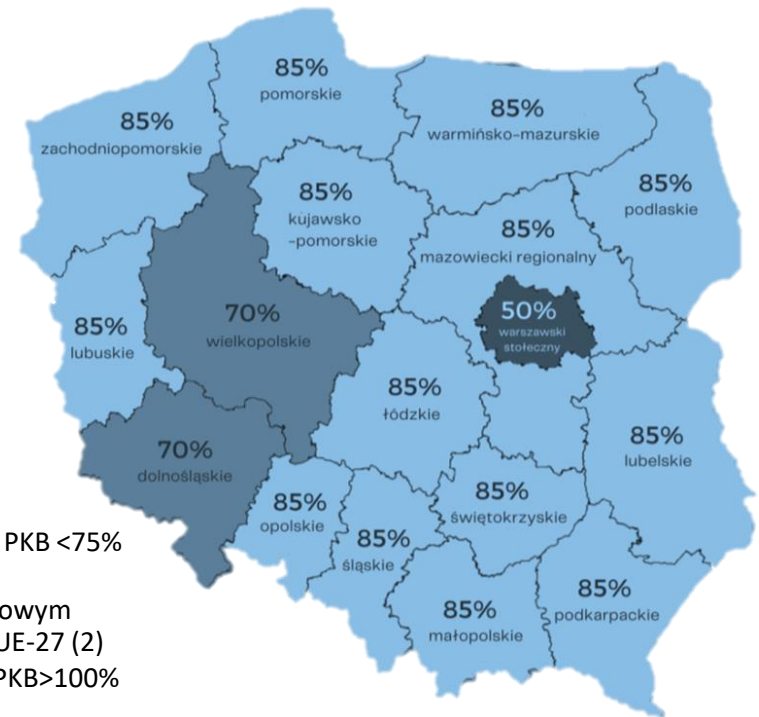 85%
pomorskie
85%
zachodniopomorskie
85%
warmińsko-mazurskie
85%
podlaskie
85%
kujawsko
-pomorskie
85%
mazowiecki regionalny
50%
warszawski
stołeczny
70%
wielkopolskie
85%
lubuskie
85%
łódzkie
70%
dolnośląskie
85%
lubelskie
85%
opolskie
85%
śląskie
85%
świętokrzyskie
85%
małopolskie
85%
podkarpackie
PKB <75%
owym
UE-27 (2)
PKB>100%